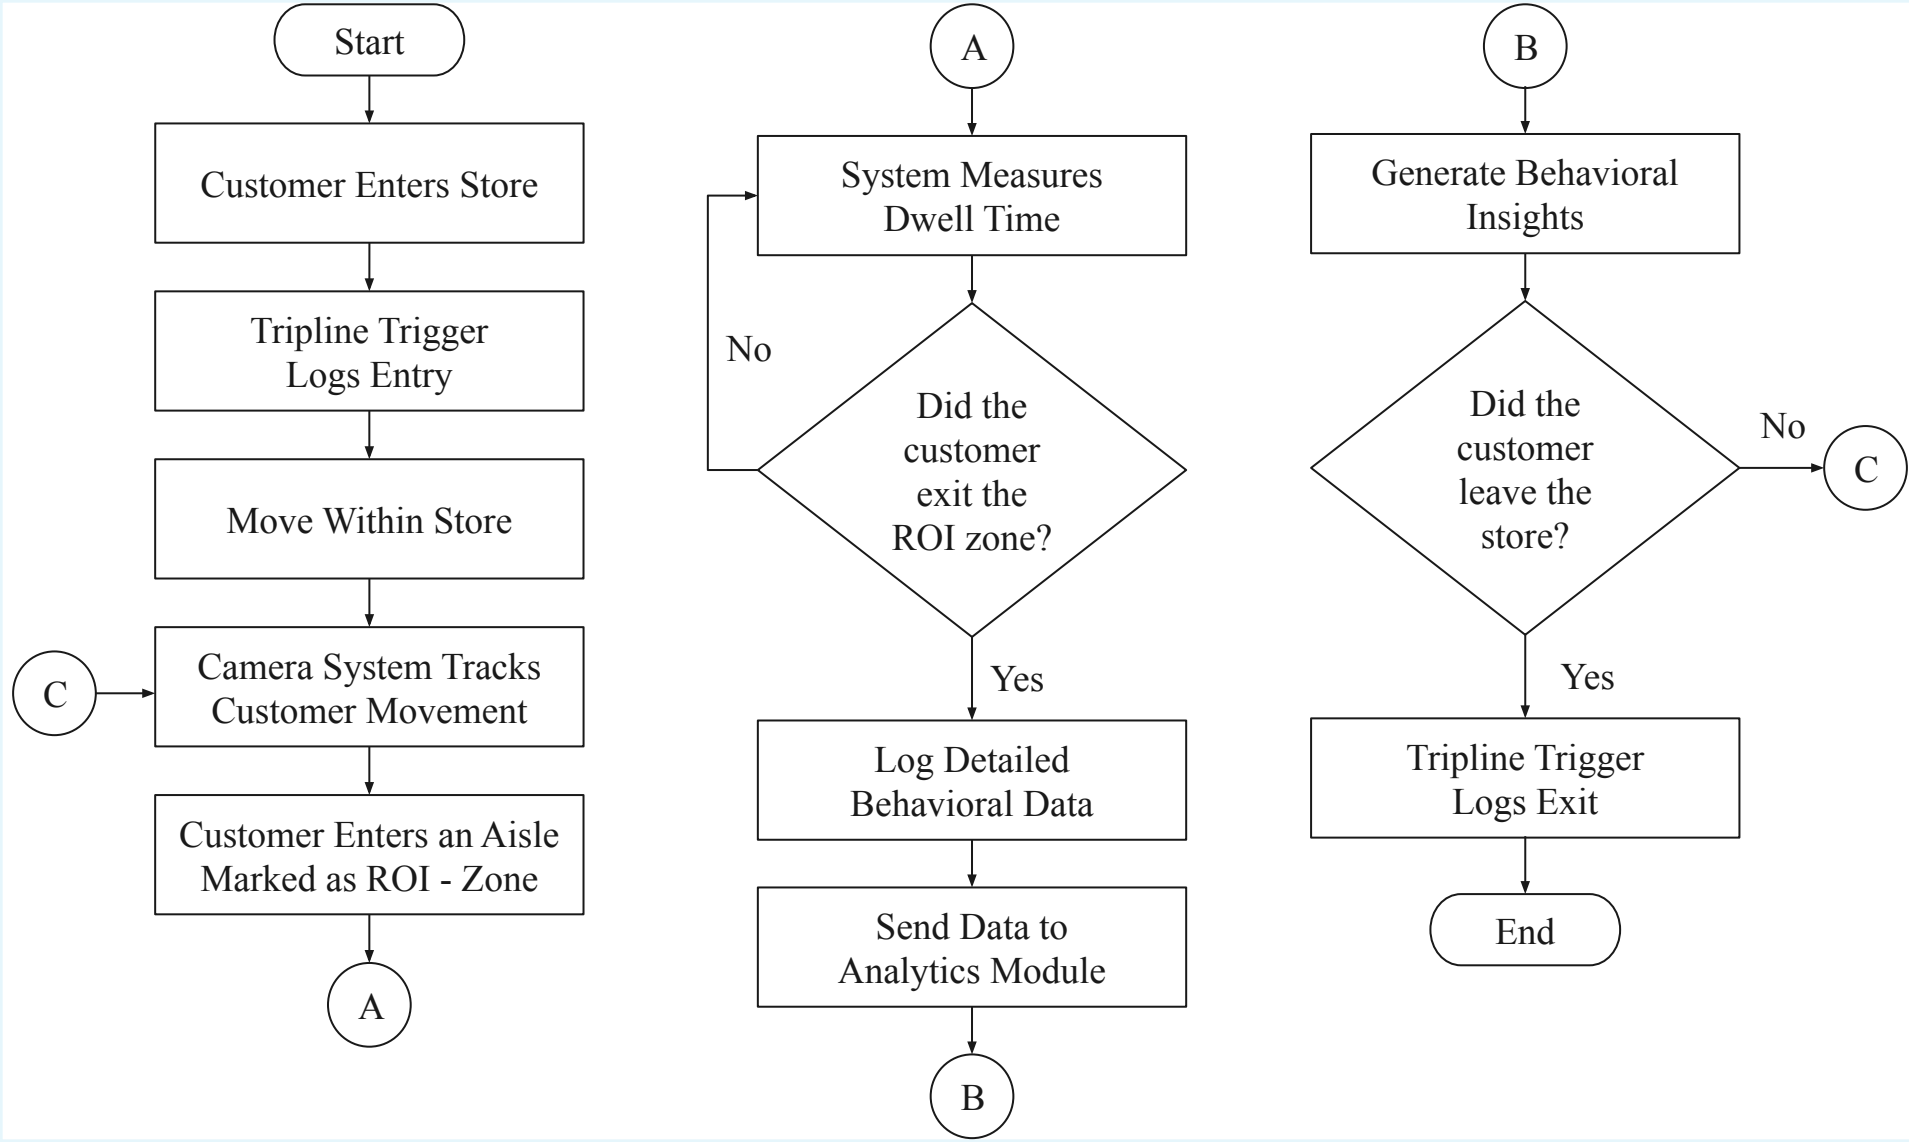 Start
Customer Enters Store
Tripline Trigger
Logs Entry
Move Within Store
C
Camera System Tracks
Customer Movement
Customer Enters an Aisle
Marked as ROI - Zone
A
A
System Measures
Dwell Time
No
Did the
customer
exit the
ROI zone?
Yes
Log Detailed
Behavioral Data
Send Data to
Analytics Module
B
B
Generate Behavioral
Insights
Did the
customer
leave the
store?
No
C
Yes
Tripline Trigger
Logs Exit
End